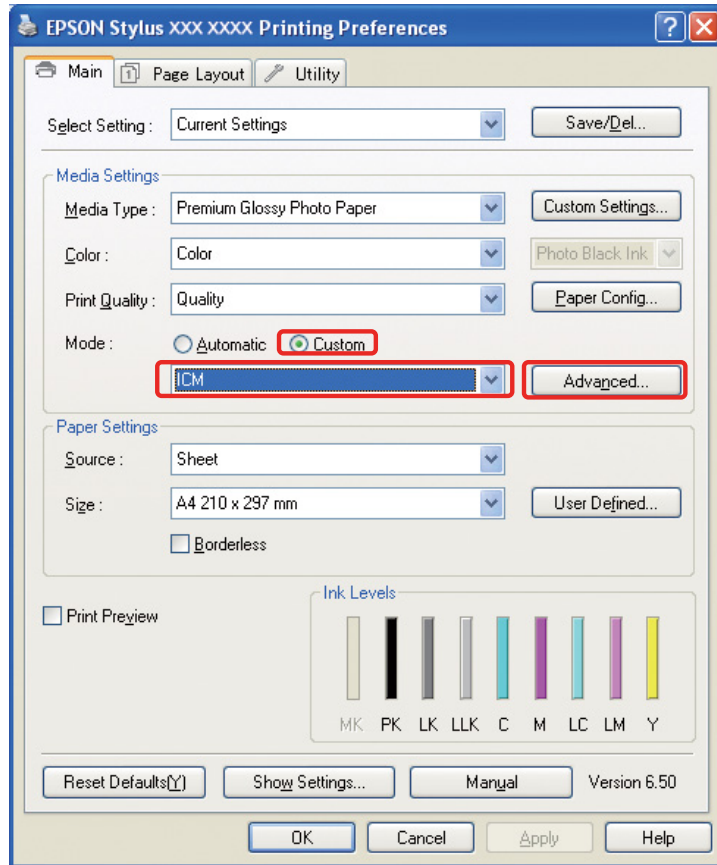 EPSON Stylus XXX XXXX Printing Preferences
Main Page Layout Utility
Select Setting : Current Settings Save/Del...
Media Settings
Media Type : Premium Glossy Photo Paper Custom Settings...
Color : Color Photo Black Ink
Print Quality : Quality Paper Config...
Mode : Automatic Custom
ICM Advanced...
Paper Settings
Source : Sheet
Size : A4 210 x 297 mm User Defined...
Borderless
Print Preview
Ink Levels
MK PK LK LLK C M LC LM Y
Reset Defaults(Y) Show Settings... Manual Version 6.50
OK Cancel Apply Help